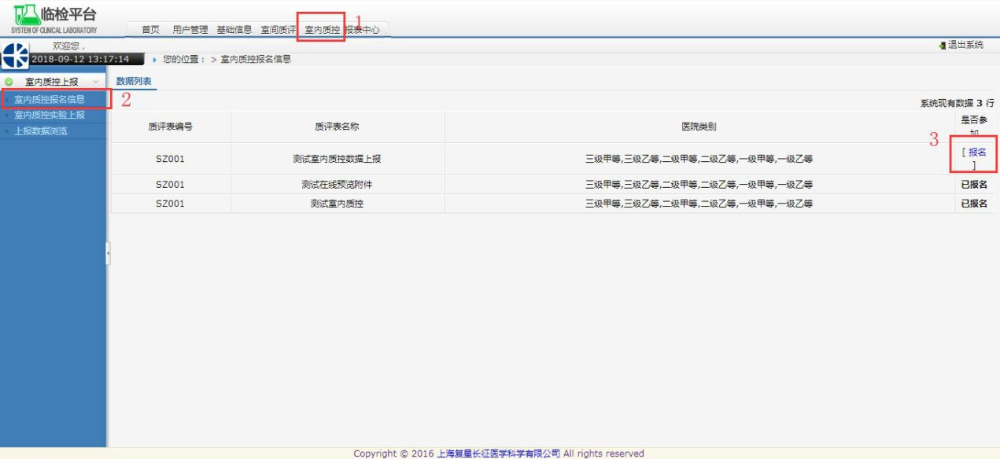 临检平台
SYSTEM OF CLINICAL LABORATORY
首页 用户管理 基础信息 室间质评 室内质控 报表中心
1
欢迎您，
退出系统
2018-09-12 13:17:14
您的位置： > 室内质控报名信息
室内质控上报
数据列表
室内质控报名信息
2
系统现有数据 3 行
室内质控实验上报
上报数据浏览
质评表编号 质评表名称 医院类别 是否参加
3
SZ001 测试室内质控数据上报 三级甲等,三级乙等,二级甲等,二级乙等,一级甲等,一级乙等 [ 报名 ]
SZ001 测试在线预览附件 三级甲等,三级乙等,二级甲等,二级乙等,一级甲等,一级乙等 已报名
SZ001 测试室内质控 三级甲等,三级乙等,二级甲等,二级乙等,一级甲等,一级乙等 已报名
Copyright © 2016 上海复星长征医学科学有限公司 All rights reserved